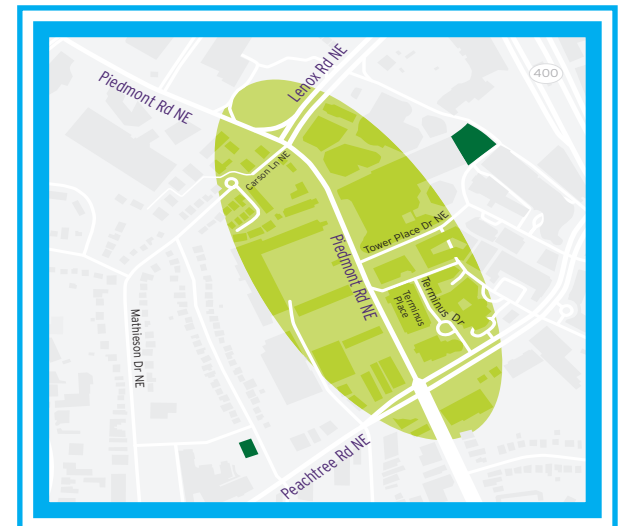 Piedmont Rd NE
Lenox Rd NE
400
Carson Ln NE
Tower Place Dr NE
Piedmont Rd NE
Terminus
Place
Terminus Dr
Mathieson Dr NE
Peachtree Rd NE